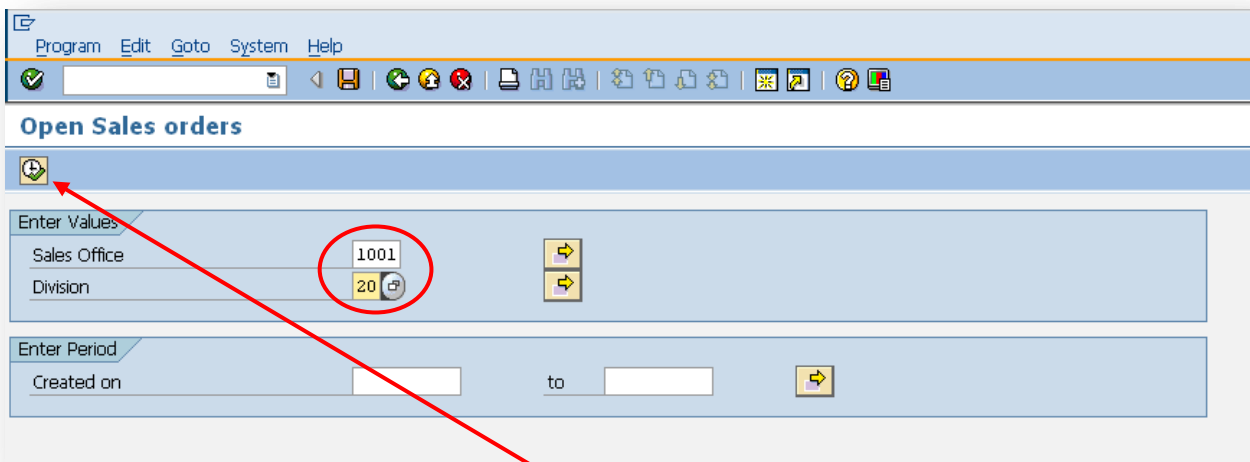 Program Edit Goto System Help
Open Sales orders
Enter Values
Sales Office 1001
Division 20
Enter Period
Created on to